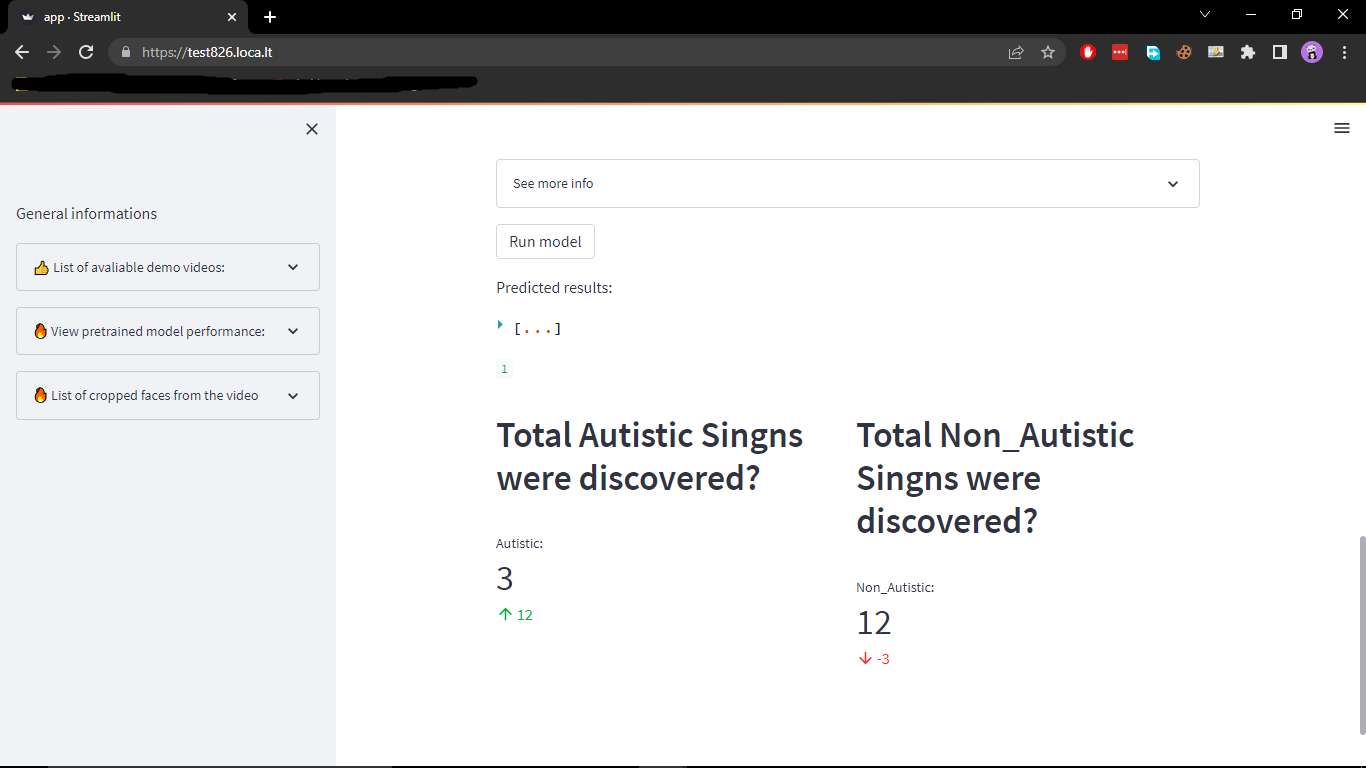 app · Streamlit
https://test826.loca.lt
General informations
👍 List of avaliable demo videos:
🔥 View pretrained model performance:
🔥 List of cropped faces from the video
See more info
Run model
Predicted results:
[...]
1
Total Autistic Singns
were discovered?
Autistic:
3
↑ 12
Total Non_Autistic
Singns were
discovered?
Non_Autistic:
12
↓ -3